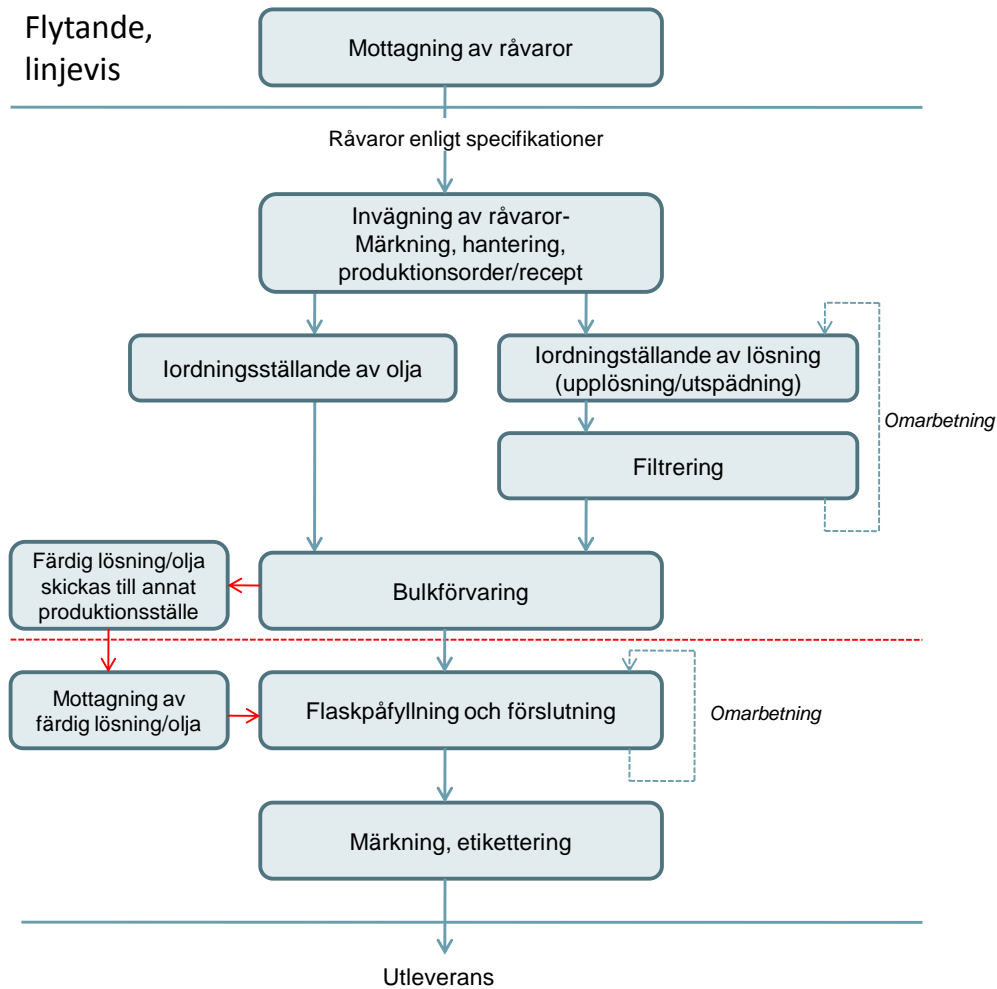 Flytande,
linjevis
Mottagning av råvaror
Råvaror enligt specifikationer
Invägning av råvaror-
Märkning, hantering,
produktionsorder/recept
Iordningsställande av olja
Iordningställande av lösning
(upplösning/utspädning)
Omarbetning
Filtrering
Färdig lösning/olja
skickas till annat
produktionsställe
Bulkförvaring
Mottagning av
färdig lösning/olja
Flaskpåfyllning och förslutning
Omarbetning
Märkning, etikettering
Utleverans